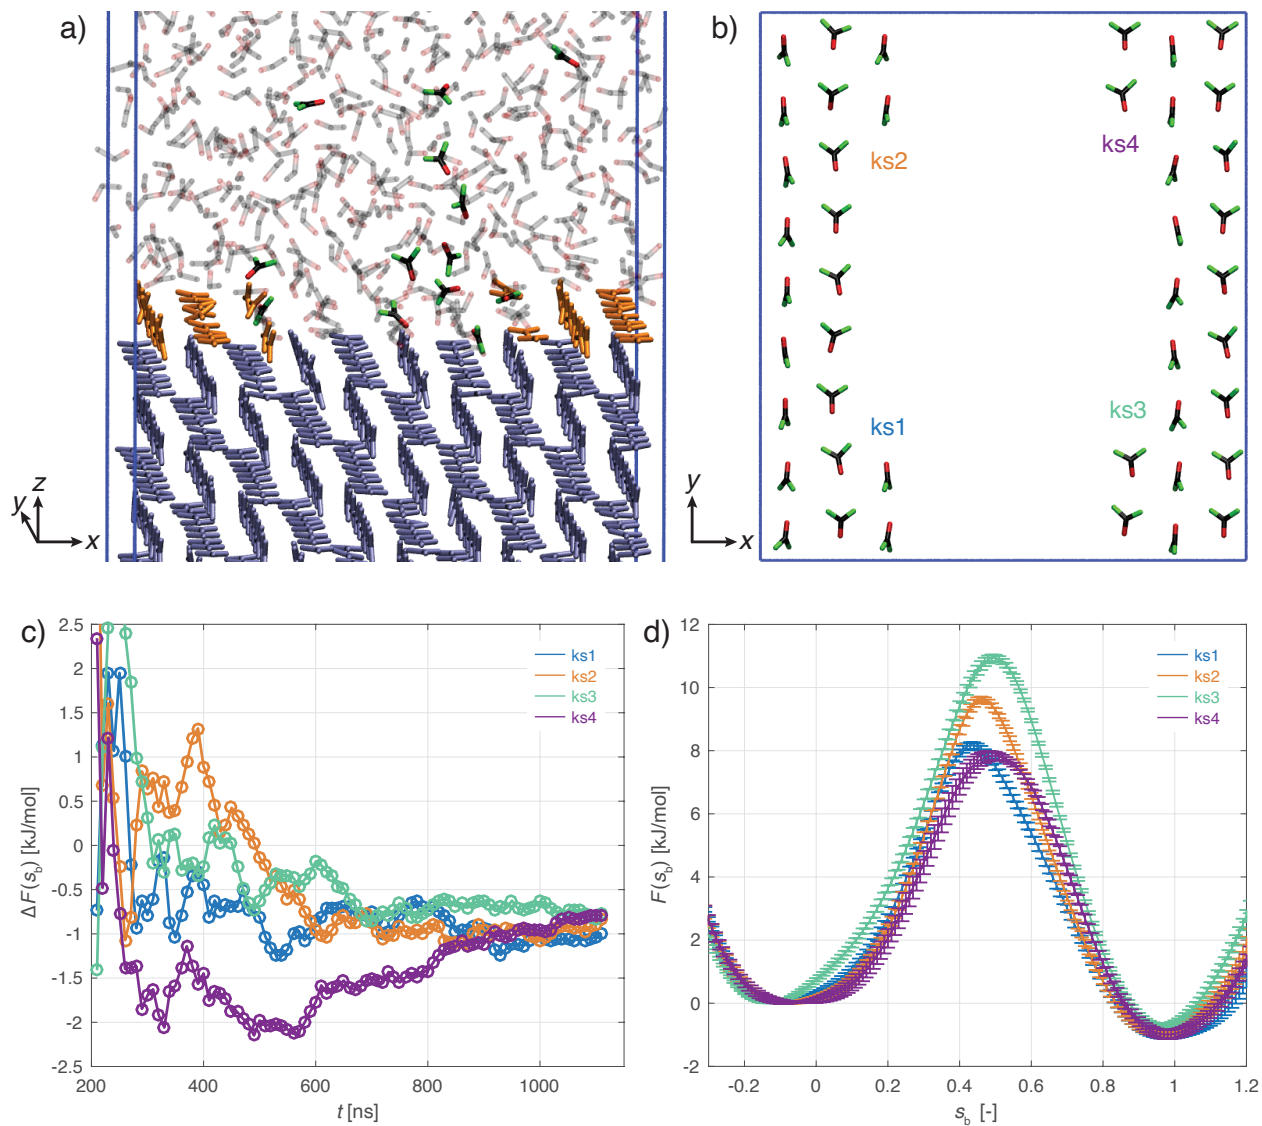 a)
z
y
x
b)
ks4
ks2
ks3
ks1
y
x
c)
2.5
2
1.5
1
0.5
0
-0.5
-1
-1.5
-2
-2.5
ΔF(s_b) [kJ/mol]
200 400 600 800 1000
t [ns]
ks1
ks2
ks3
ks4
d)
12
10
8
6
4
2
0
-2
F(s_b) [kJ/mol]
-0.2 0 0.2 0.4 0.6 0.8 1 1.2
s_b [-]
ks1
ks2
ks3
ks4